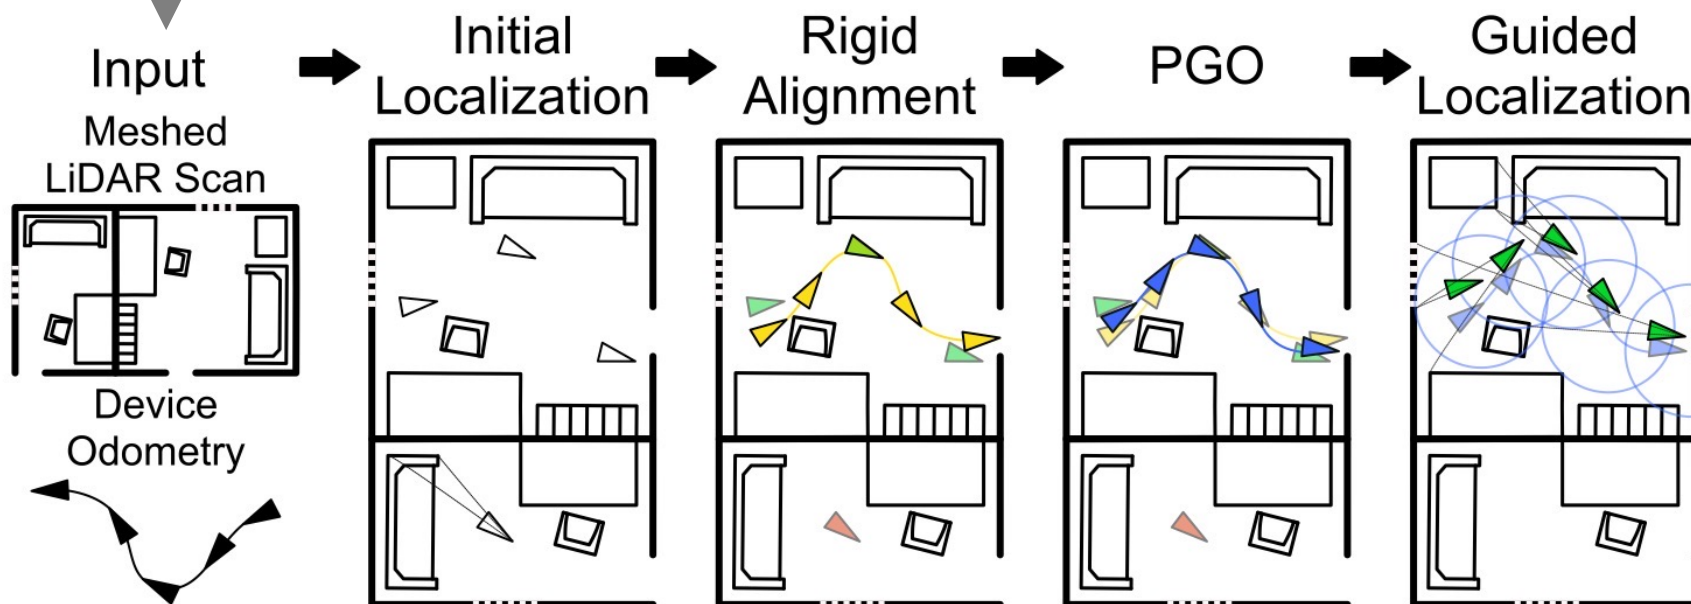 Input
Meshed
LiDAR Scan
Device
Odometry
Initial
Localization
Rigid
Alignment
PGO
Guided
Localization